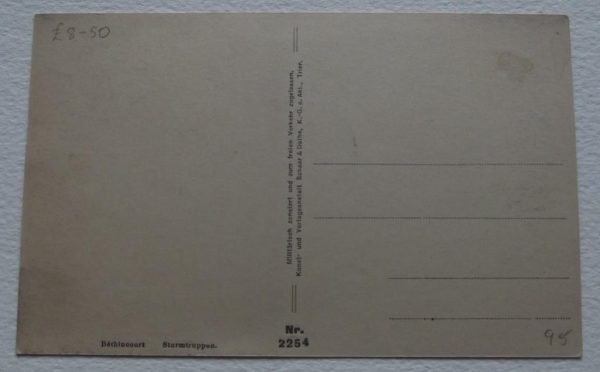 £8-50
Militärisch zensiert und zum freien Verkehr zugelassen.
Kunst- und Verlagsanstalt Schaar & Dathe, K.-G. a. Akt., Trier.
Béthincourt Sturmtruppen.
Nr.
2254
95